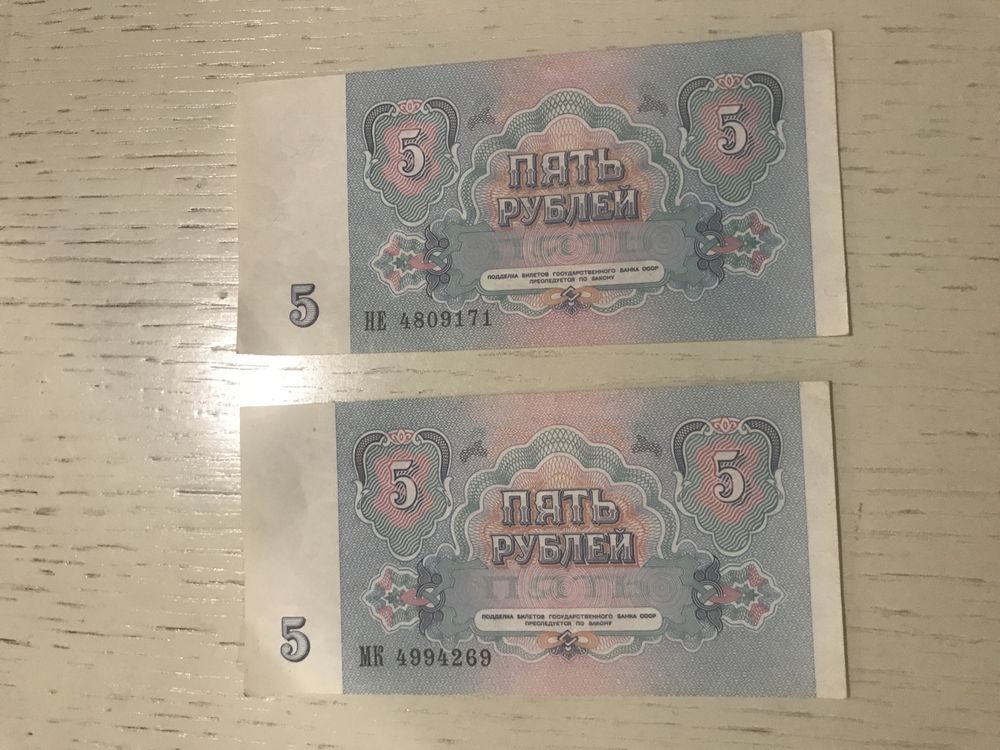 5 5
ПЯТЬ
РУБЛЕЙ
ПОДДЕЛКА БИЛЕТОВ ГОСУДАРСТВЕННОГО БАНКА СССР
ПРЕСЛЕДУЕТСЯ ПО ЗАКОНУ
5 НЕ 4809171
5 5
ПЯТЬ
РУБЛЕЙ
ПОДДЕЛКА БИЛЕТОВ ГОСУДАРСТВЕННОГО БАНКА СССР
ПРЕСЛЕДУЕТСЯ ПО ЗАКОНУ
5 МК 4994269